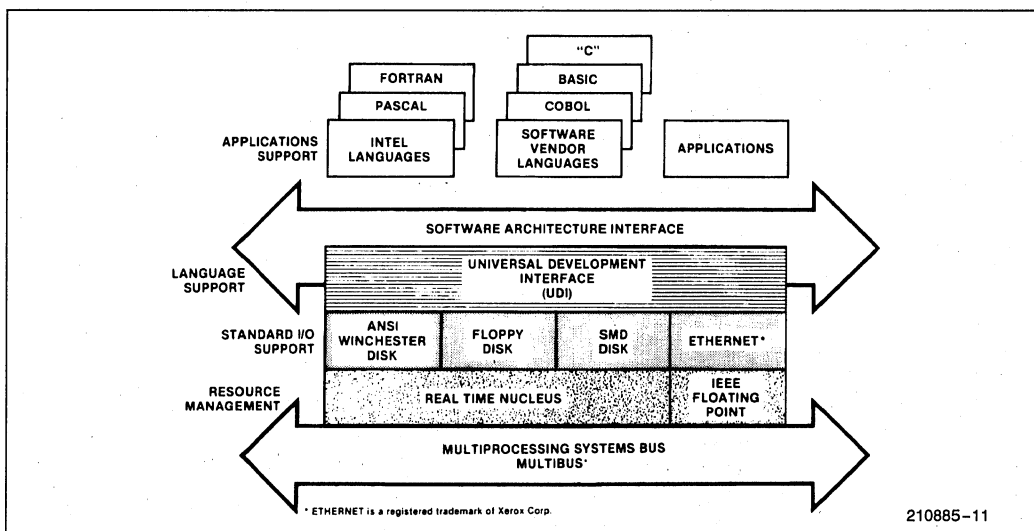 "C"
FORTRAN
BASIC
PASCAL
COBOL
APPLICATIONS
SUPPORT
INTEL
LANGUAGES
SOFTWARE
VENDOR
LANGUAGES
APPLICATIONS
SOFTWARE ARCHITECTURE INTERFACE
LANGUAGE
SUPPORT
UNIVERSAL DEVELOPMENT
INTERFACE
(UDI)
STANDARD I/O
SUPPORT
ANSI
WINCHESTER
DISK
FLOPPY
DISK
SMD
DISK
ETHERNET*
RESOURCE
MANAGEMENT
REAL TIME NUCLEUS
IEEE
FLOATING
POINT
MULTIPROCESSING SYSTEMS BUS
MULTIBUS*
* ETHERNET is a registered trademark of Xerox Corp.
210885-11